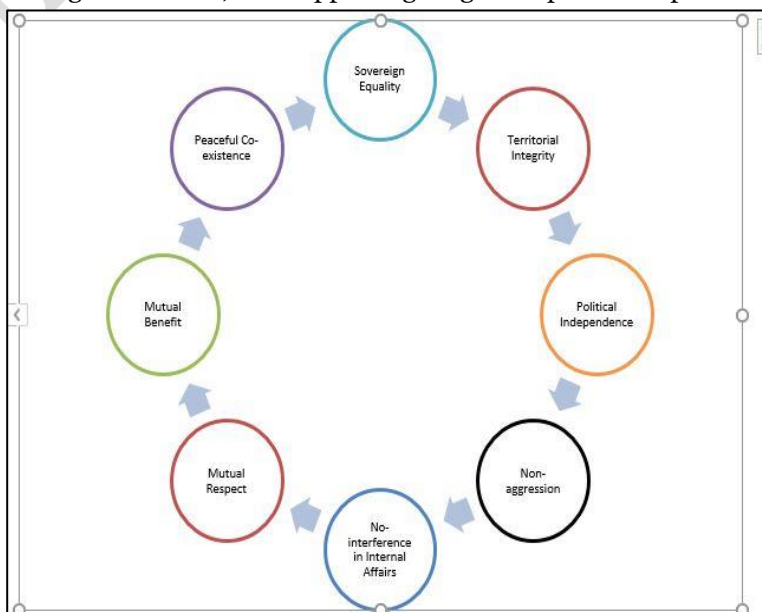 Sovereign
Equality
Territorial
Integrity
Political
Independence
Non-
aggression
No-
interference
in Internal
Affairs
Mutual
Respect
Mutual
Benefit
Peaceful Co-
existence